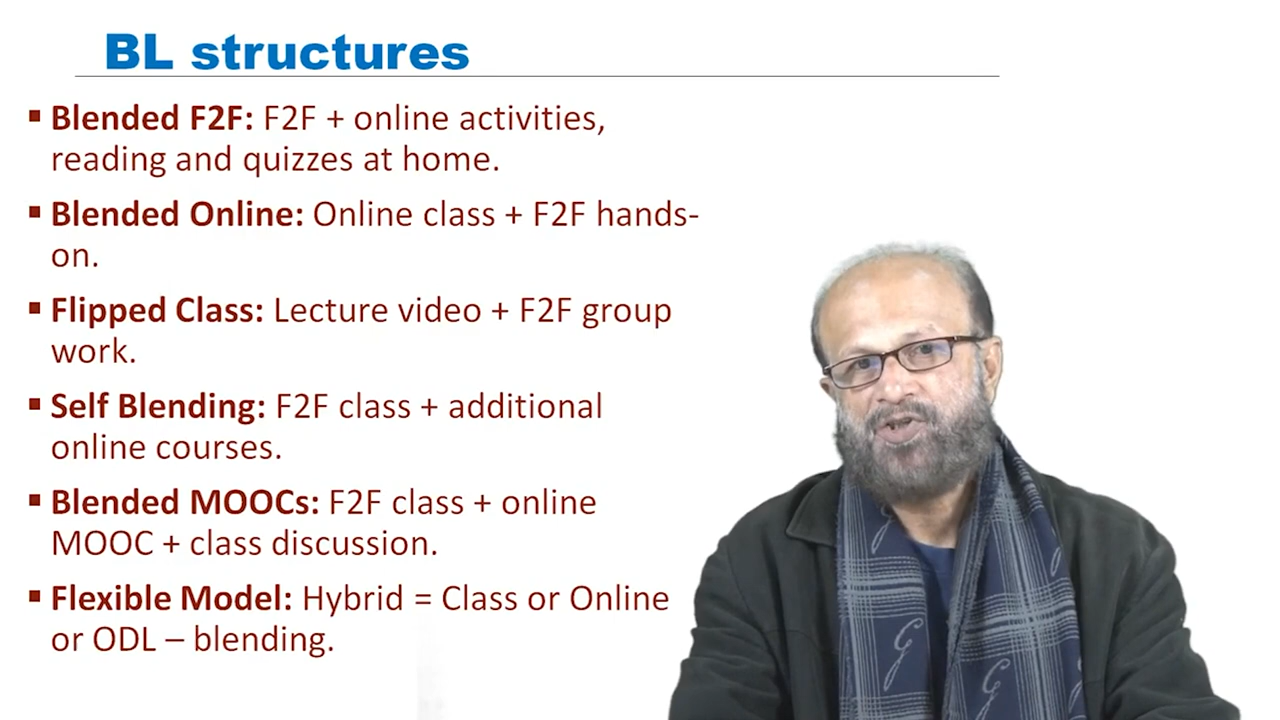 BL structures
▪ Blended F2F: F2F + online activities,
reading and quizzes at home.
▪ Blended Online: Online class + F2F hands-
on.
▪ Flipped Class: Lecture video + F2F group
work.
▪ Self Blending: F2F class + additional
online courses.
▪ Blended MOOCs: F2F class + online
MOOC + class discussion.
▪ Flexible Model: Hybrid = Class or Online
or ODL – blending.